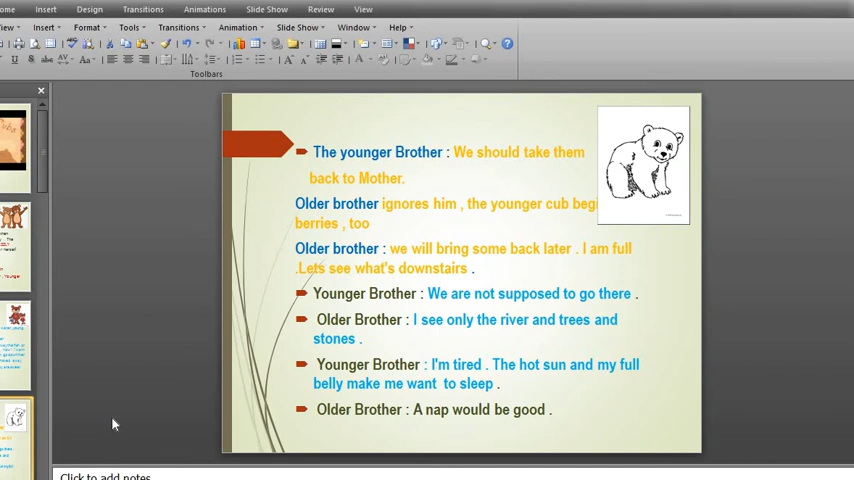 Insert Design Transitions Animations Slide Show Review View
Insert Format Tools Transitions Animation Slide Show Window Help
Toolbars
The younger Brother : We should take them
back to Mother.
Older brother ignores him , the younger cub begi
berries , too
Older brother : we will bring some back later . I am full
.Lets see what's downstairs .
Younger Brother : We are not supposed to go there .
Older Brother : I see only the river and trees and
stones .
Younger Brother : I'm tired . The hot sun and my full
belly make me want to sleep .
Older Brother : A nap would be good .
Click to add notes